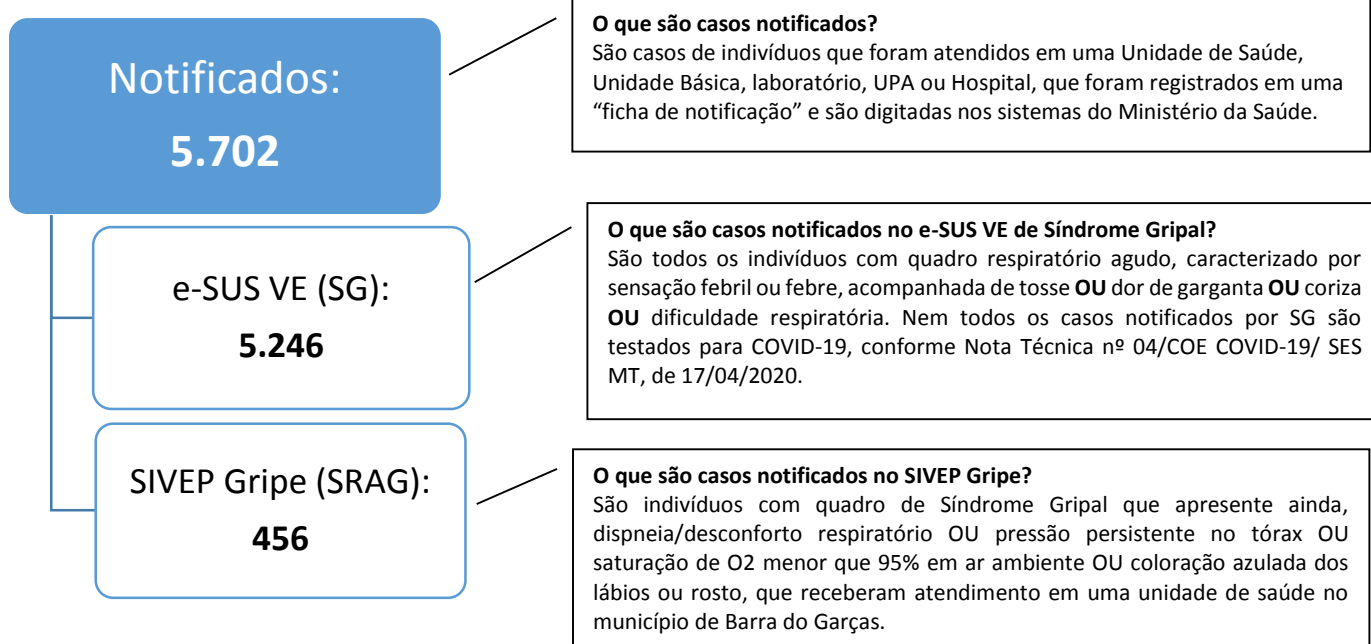 Notificados:
5.702
O que são casos notificados?
São casos de indivíduos que foram atendidos em uma Unidade de Saúde,
Unidade Básica, laboratório, UPA ou Hospital, que foram registrados em uma
“ficha de notificação” e são digitadas nos sistemas do Ministério da Saúde.
e-SUS VE (SG):
5.246
O que são casos notificados no e-SUS VE de Síndrome Gripal?
São todos os indivíduos com quadro respiratório agudo, caracterizado por
sensação febril ou febre, acompanhada de tosse OU dor de garganta OU coriza
OU dificuldade respiratória. Nem todos os casos notificados por SG são
testados para COVID-19, conforme Nota Técnica nº 04/COE COVID-19/ SES
MT, de 17/04/2020.
SIVEP Gripe (SRAG):
456
O que são casos notificados no SIVEP Gripe?
São indivíduos com quadro de Síndrome Gripal que apresente ainda,
dispneia/desconforto respiratório OU pressão persistente no tórax OU
saturação de O2 menor que 95% em ar ambiente OU coloração azulada dos
lábios ou rosto, que receberam atendimento em uma unidade de saúde no
município de Barra do Garças.